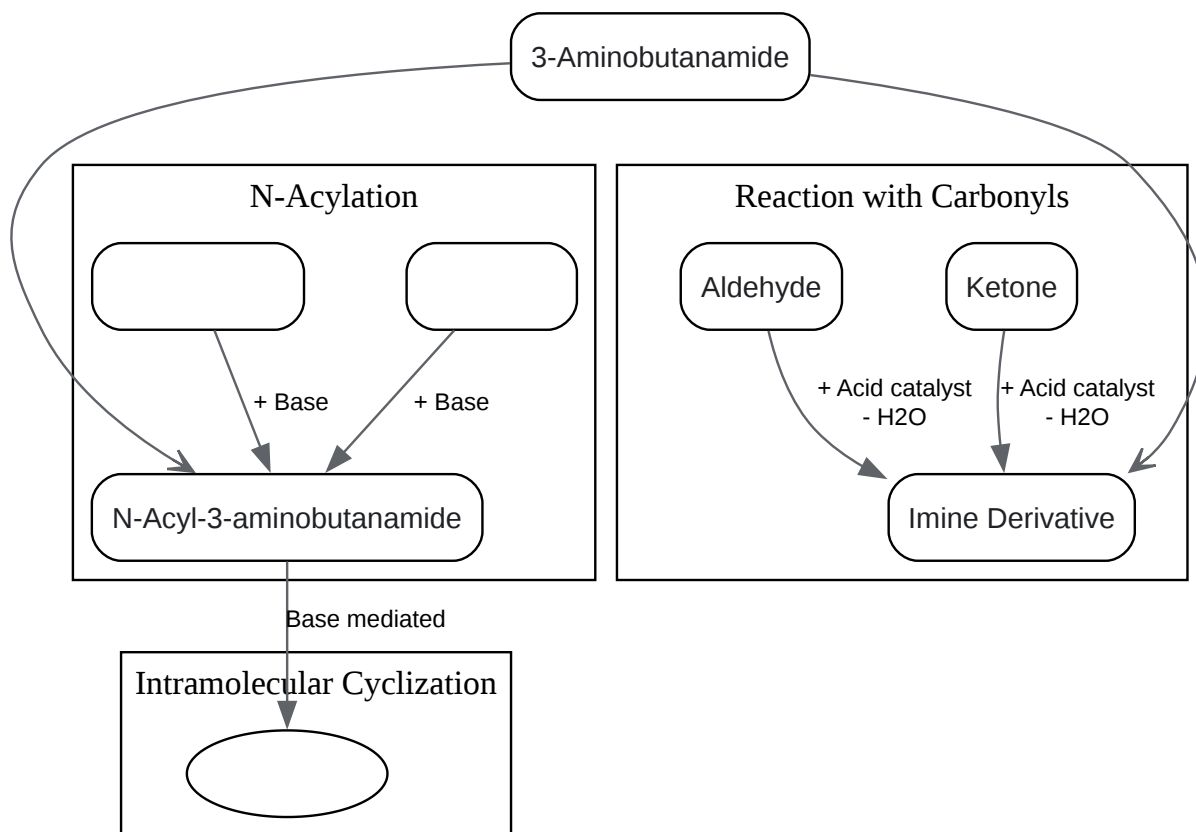 3-Aminobutanamide
N-Acylation
Reaction with Carbonyls
Aldehyde
Ketone
+ Base
+ Base
+ Acid catalyst
- H2O
+ Acid catalyst
- H2O
N-Acyl-3-aminobutanamide
Imine Derivative
Base mediated
Intramolecular Cyclization